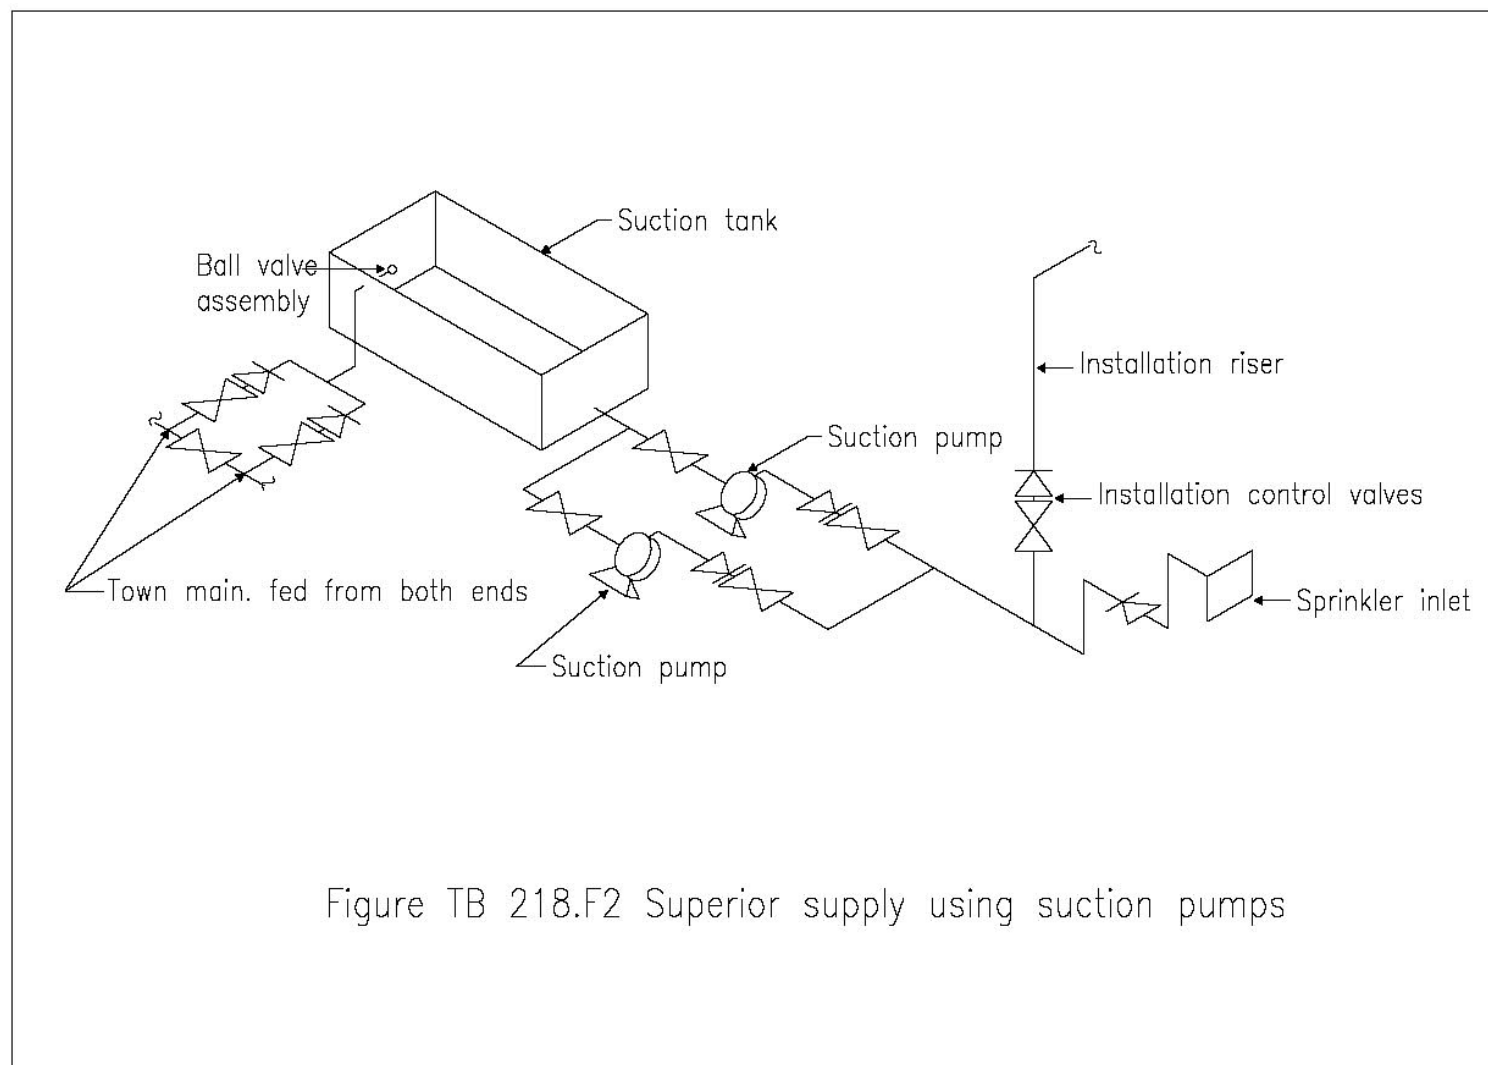 Suction tank
Ball valve
assembly
Installation riser
Suction pump
Installation control valves
Town main. fed from both ends
Sprinkler inlet
Suction pump
Figure TB 218.F2 Superior supply using suction pumps